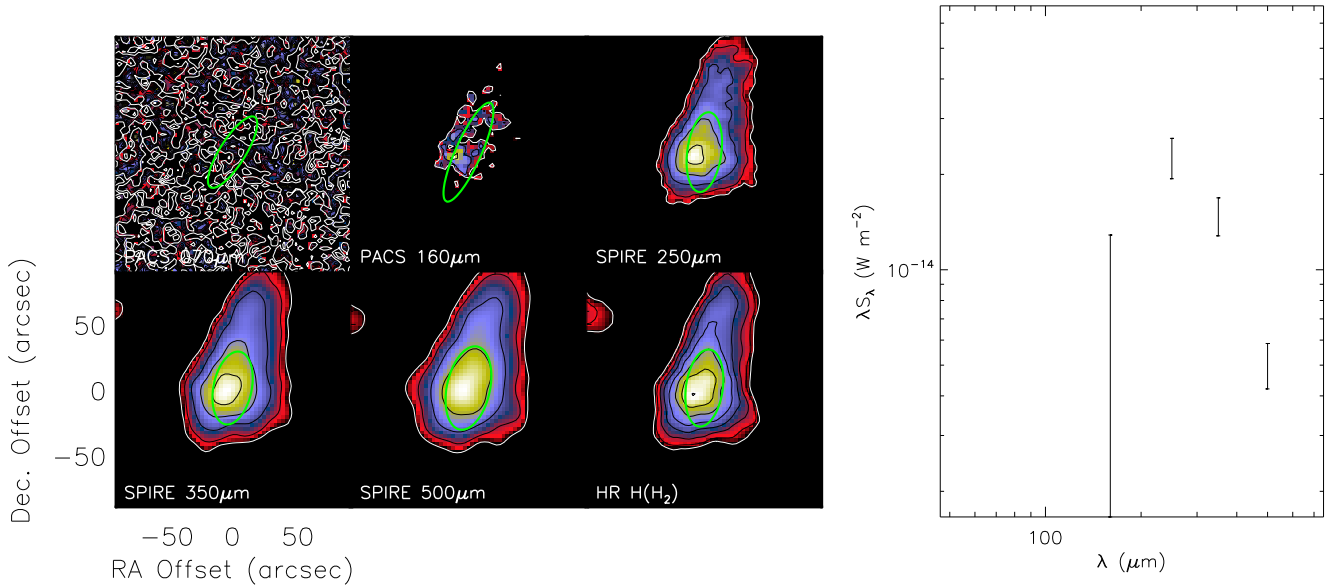 PACS 070μm
PACS 160μm
SPIRE 250μm
SPIRE 350μm
SPIRE 500μm
HR H(H₂)
Dec. Offset (arcsec)
50
0
−50
−50 0 50
RA Offset (arcsec)
λS_λ (W m⁻²)
10⁻¹⁴
100
λ (μm)